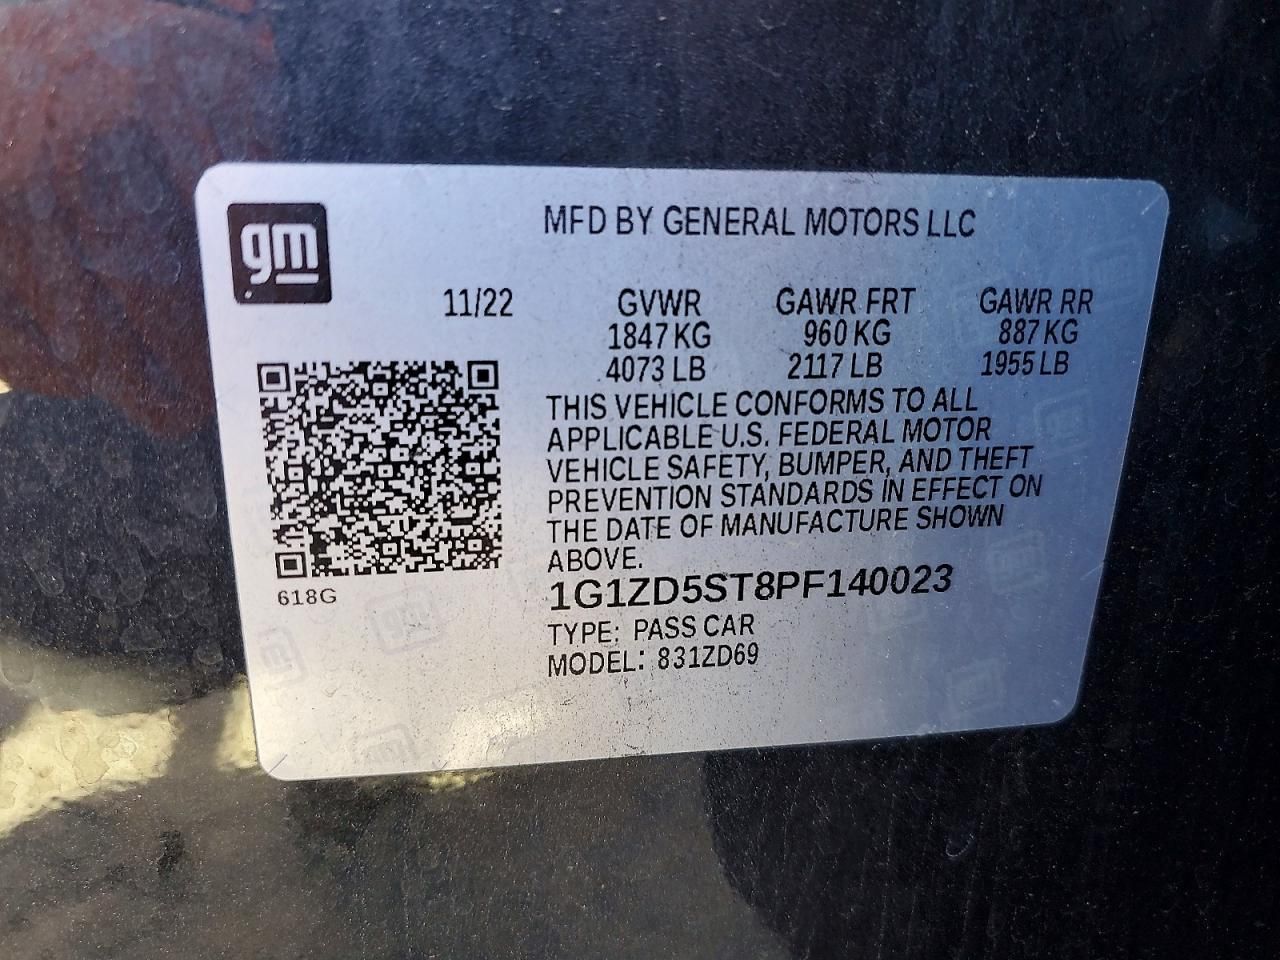 gm
MFD BY GENERAL MOTORS LLC
11/22 GVWR GAWR FRT GAWR RR
1847 KG 960 KG 887 KG
4073 LB 2117 LB 1955 LB
THIS VEHICLE CONFORMS TO ALL
APPLICABLE U.S. FEDERAL MOTOR
VEHICLE SAFETY, BUMPER, AND THEFT
PREVENTION STANDARDS IN EFFECT ON
THE DATE OF MANUFACTURE SHOWN
ABOVE.
618G
1G1ZD5ST8PF140023
TYPE: PASS CAR
MODEL: 831ZD69